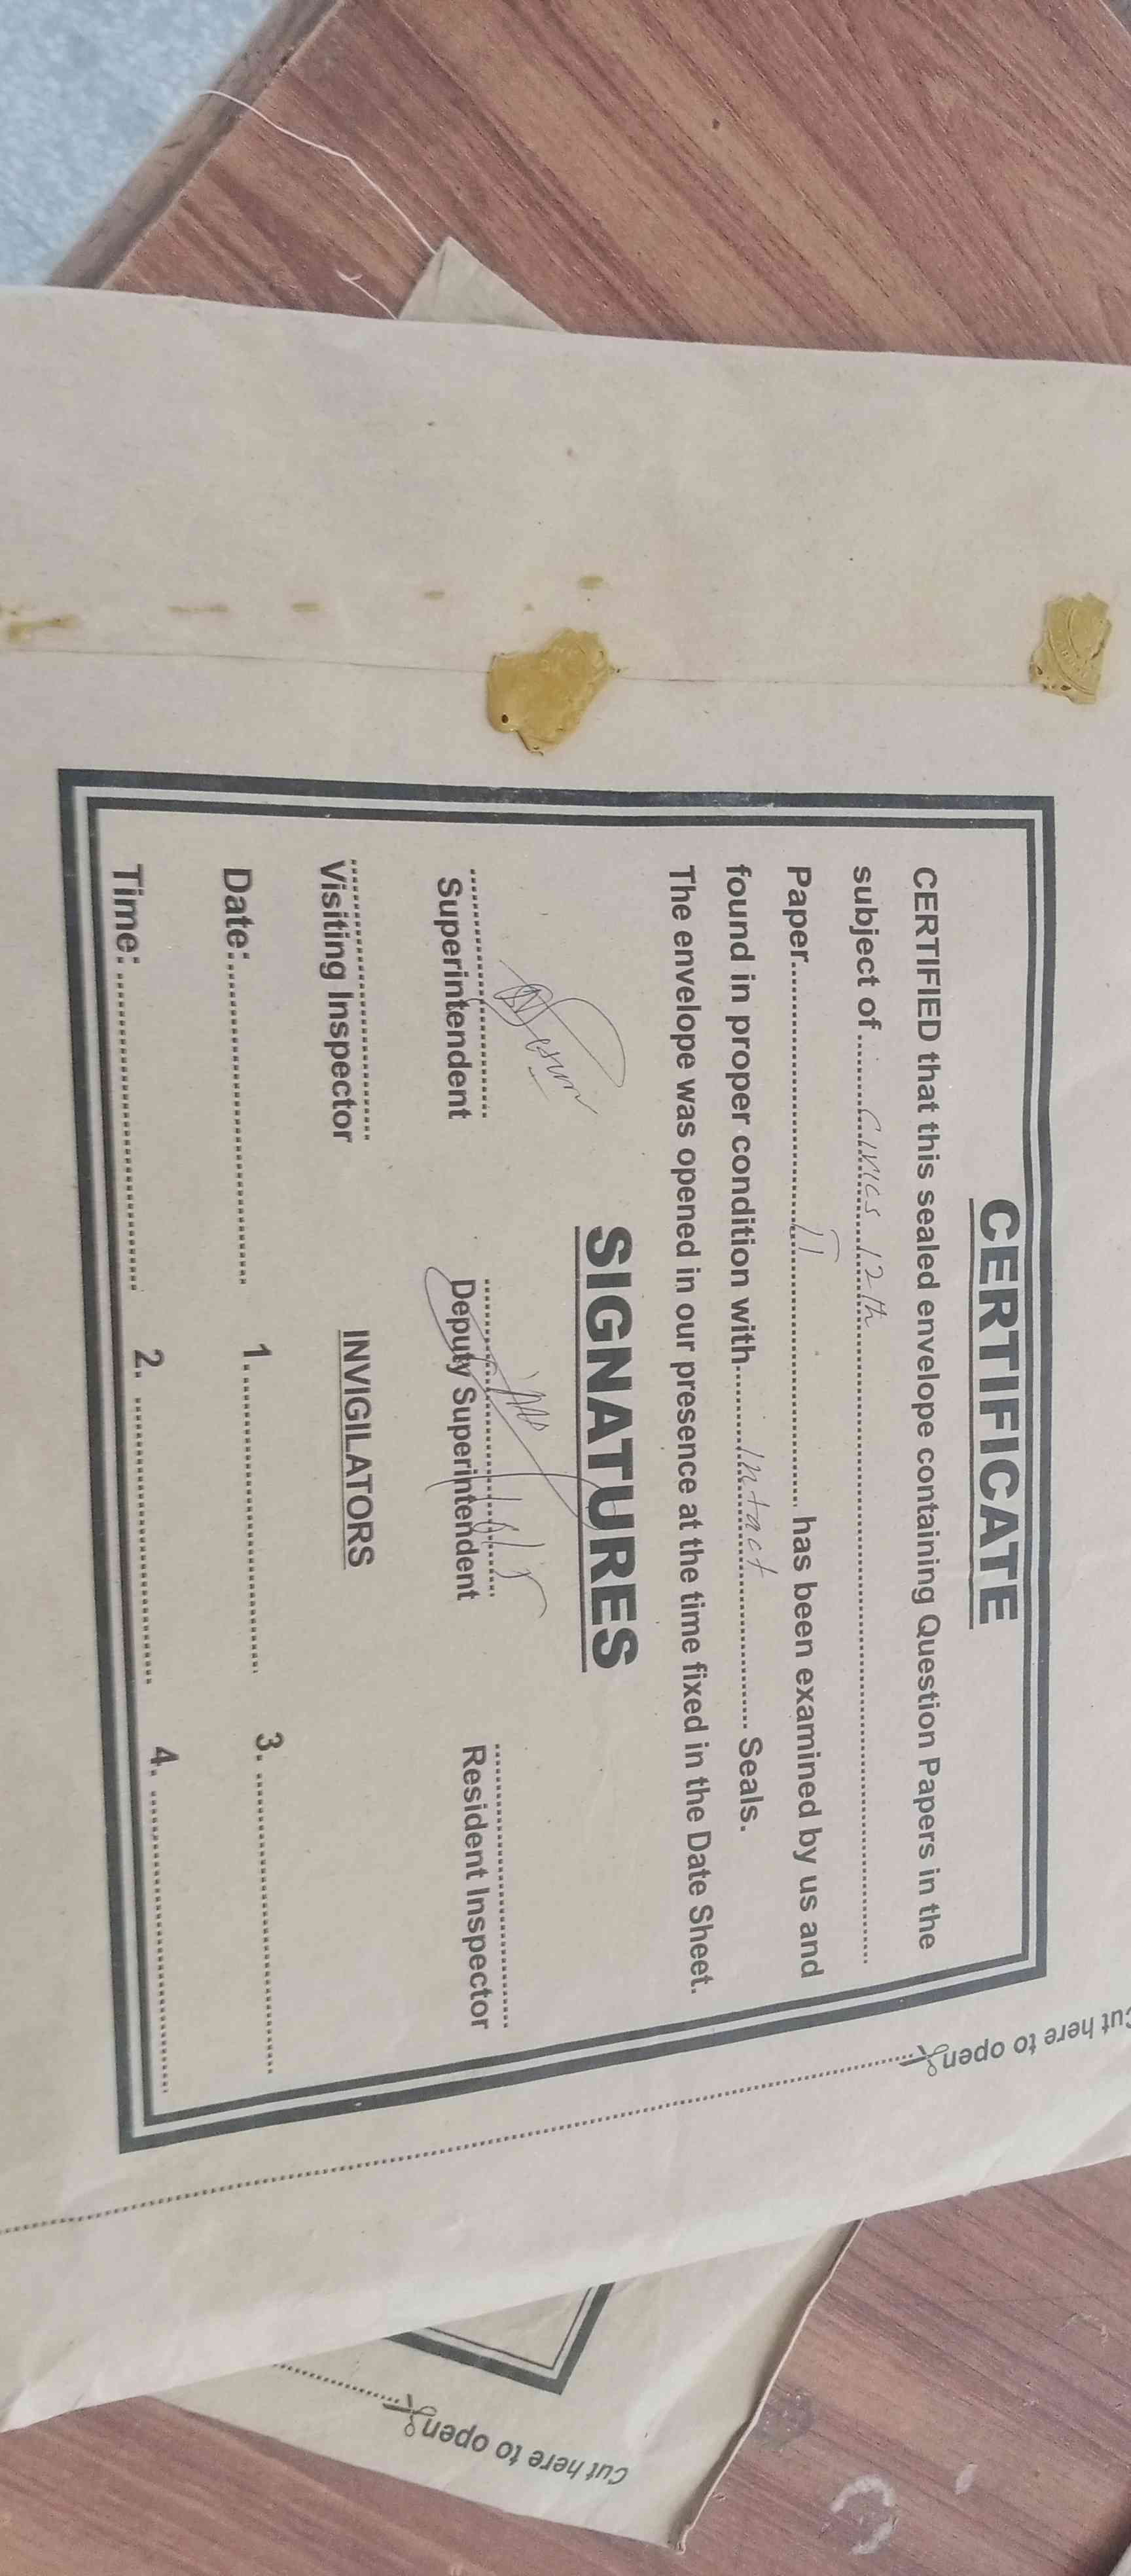 CERTIFICATE
CERTIFIED that this sealed envelope containing Question Papers in the
subject of ........ Civics 12th ........
Paper........ II ........ has been examined by us and
found in proper condition with........ Intact ........ Seals.
The envelope was opened in our presence at the time fixed in the Date Sheet.
SIGNATURES
Superintendent Deputy Superintendent Resident Inspector
Visiting Inspector INVIGILATORS
Date:........ 1......... 3. ........
Time: ........ 2. ........ 4. ........
Cut here to open
Cut here to open